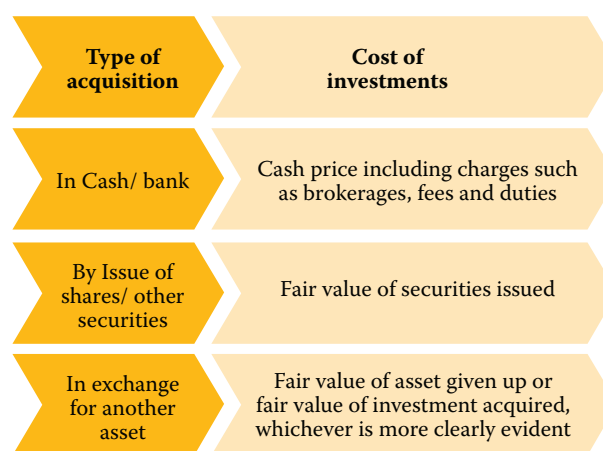 Type of
acquisition
Cost of
investments
In Cash/ bank
Cash price including charges such
as brokerages, fees and duties
By Issue of
shares/ other
securities
Fair value of securities issued
In exchange
for another
asset
Fair value of asset given up or
fair value of investment acquired,
whichever is more clearly evident